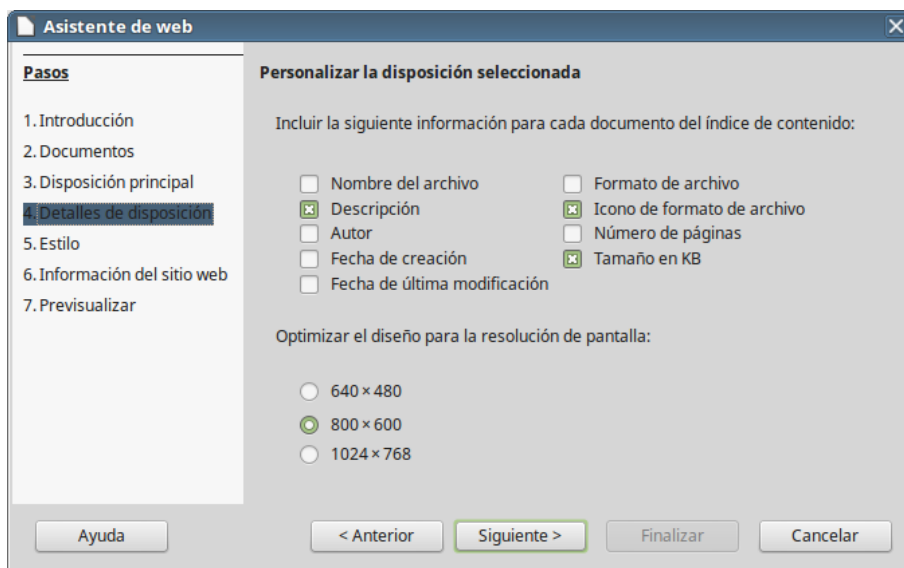 Asistente de web
Pasos
1. Introducción
2. Documentos
3. Disposición principal
4. Detalles de disposición
5. Estilo
6. Información del sitio web
7. Previsualizar
Personalizar la disposición seleccionada
Incluir la siguiente información para cada documento del índice de contenido:
Nombre del archivo
Descripción
Autor
Fecha de creación
Fecha de última modificación
Formato de archivo
Icono de formato de archivo
Número de páginas
Tamaño en KB
Optimizar el diseño para la resolución de pantalla:
640 × 480
800 × 600
1024 × 768
Ayuda
< Anterior
Siguiente >
Finalizar
Cancelar